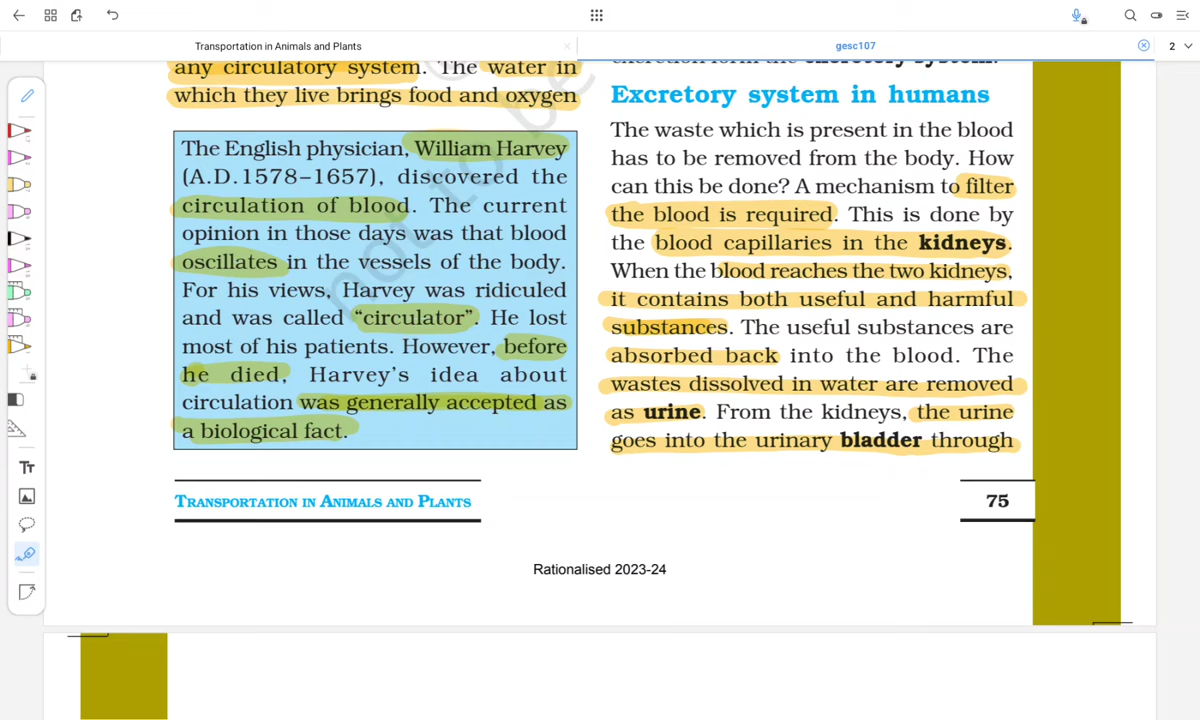 Transportation in Animals and Plants
gesc107
2
any circulatory system. The water in
which they live brings food and oxygen
The English physician, William Harvey
(A.D.1578–1657), discovered the
circulation of blood. The current
opinion in those days was that blood
oscillates in the vessels of the body.
For his views, Harvey was ridiculed
and was called “circulator”. He lost
most of his patients. However, before
he died, Harvey’s idea about
circulation was generally accepted as
a biological fact.
excretion form the excretory system.
Excretory system in humans
The waste which is present in the blood
has to be removed from the body. How
can this be done? A mechanism to filter
the blood is required. This is done by
the blood capillaries in the kidneys.
When the blood reaches the two kidneys,
it contains both useful and harmful
substances. The useful substances are
absorbed back into the blood. The
wastes dissolved in water are removed
as urine. From the kidneys, the urine
goes into the urinary bladder through
not to be
TRANSPORTATION IN ANIMALS AND PLANTS
75
Rationalised 2023-24
TT